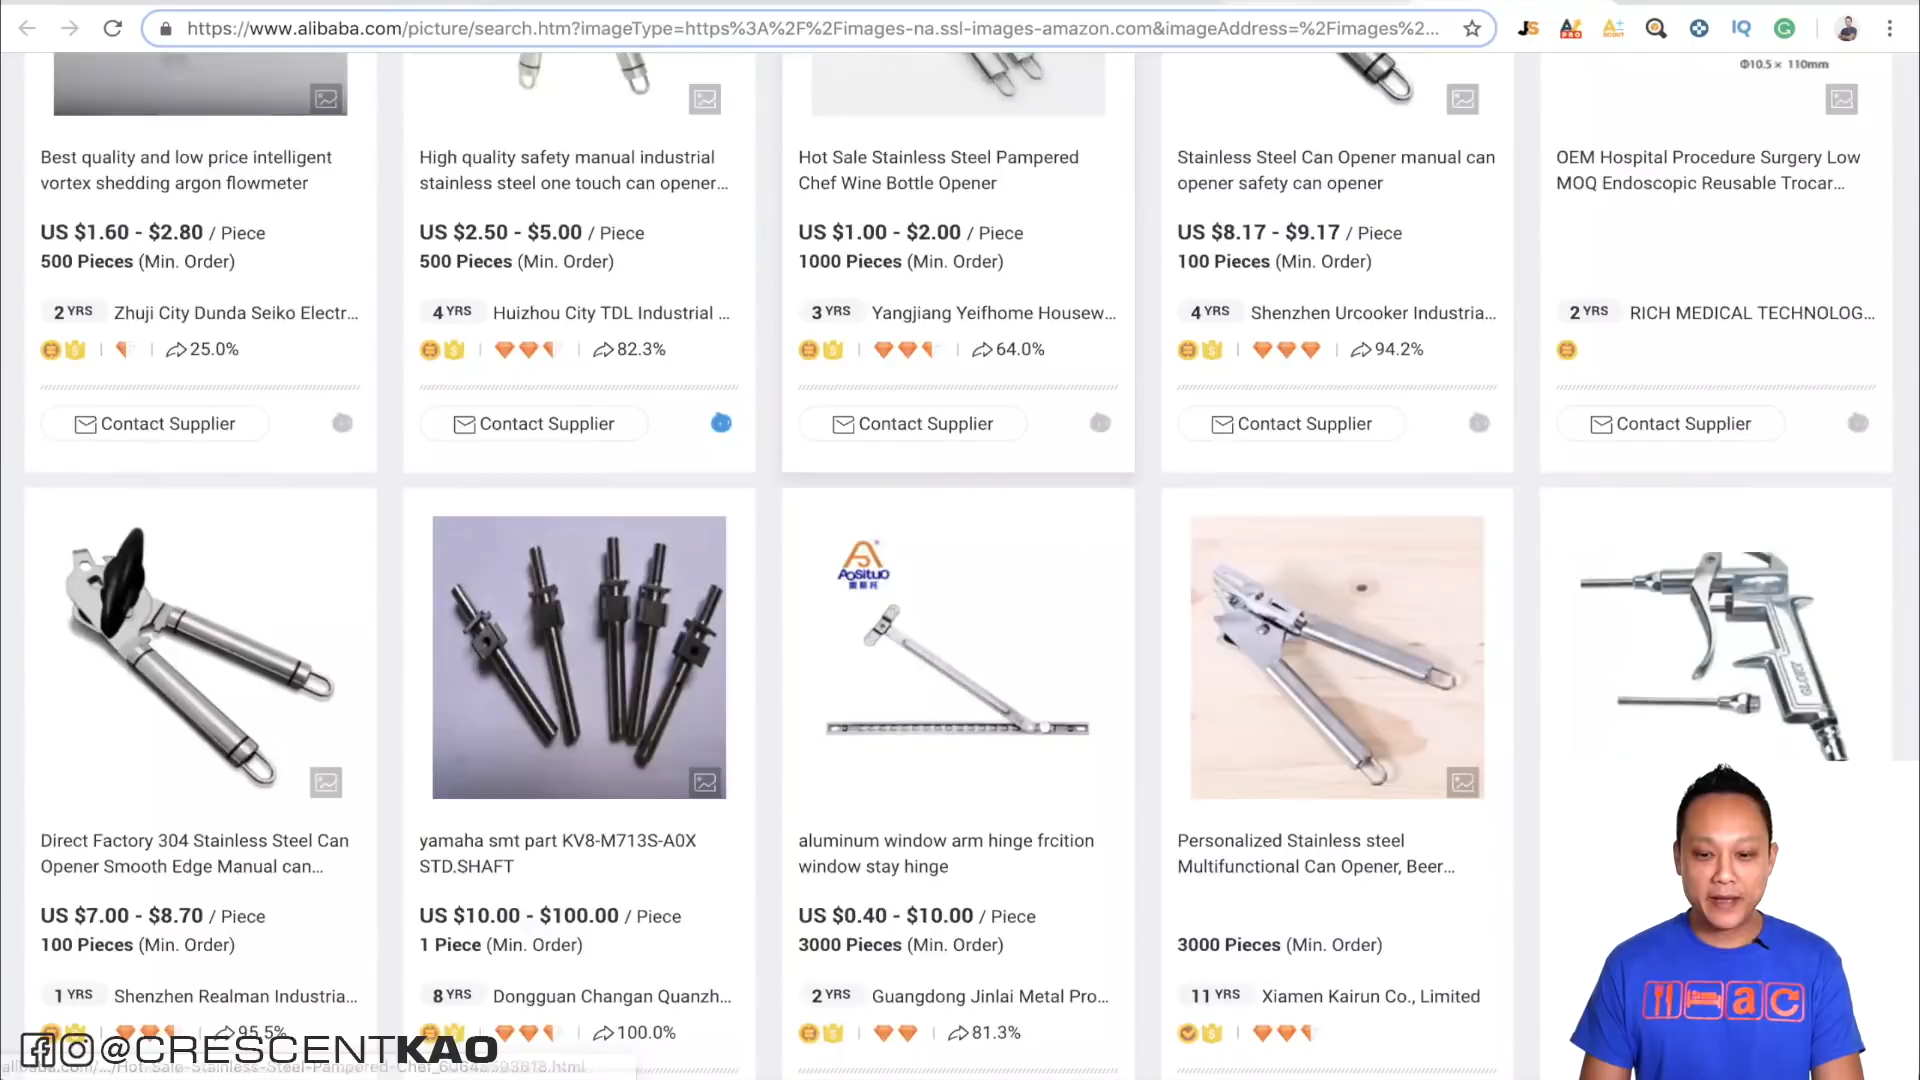 https://www.alibaba.com/picture/search.htm?imageType=https%3A%2F%2Fimages-na.ssl-images-amazon.com&imageAddress=%2Fimages%2...
JS
PRO
SCOUT
IQ
Φ10.5 × 110mm
Best quality and low price intelligent
vortex shedding argon flowmeter
US $1.60 - $2.80 / Piece
500 Pieces (Min. Order)
2 YRS Zhuji City Dunda Seiko Electr...
25.0%
Contact Supplier
High quality safety manual industrial
stainless steel one touch can opener...
US $2.50 - $5.00 / Piece
500 Pieces (Min. Order)
4 YRS Huizhou City TDL Industrial ...
82.3%
Contact Supplier
Hot Sale Stainless Steel Pampered
Chef Wine Bottle Opener
US $1.00 - $2.00 / Piece
1000 Pieces (Min. Order)
3 YRS Yangjiang Yeifhome Housew...
64.0%
Contact Supplier
Stainless Steel Can Opener manual can
opener safety can opener
US $8.17 - $9.17 / Piece
100 Pieces (Min. Order)
4 YRS Shenzhen Urcooker Industria...
94.2%
Contact Supplier
OEM Hospital Procedure Surgery Low
MOQ Endoscopic Reusable Trocar...
2 YRS RICH MEDICAL TECHNOLOG...
Contact Supplier
Direct Factory 304 Stainless Steel Can
Opener Smooth Edge Manual can...
US $7.00 - $8.70 / Piece
100 Pieces (Min. Order)
1 YRS Shenzhen Realman Industria...
95.5%
yamaha smt part KV8-M713S-A0X
STD.SHAFT
US $10.00 - $100.00 / Piece
1 Piece (Min. Order)
8 YRS Dongguan Changan Quanzh...
100.0%
AoSituo
aluminum window arm hinge frcition
window stay hinge
US $0.40 - $10.00 / Piece
3000 Pieces (Min. Order)
2 YRS Guangdong Jinlai Metal Pro...
81.3%
Personalized Stainless steel
Multifunctional Can Opener, Beer...
3000 Pieces (Min. Order)
11 YRS Xiamen Kairun Co., Limited
GLORY
@CRESCENTKAO